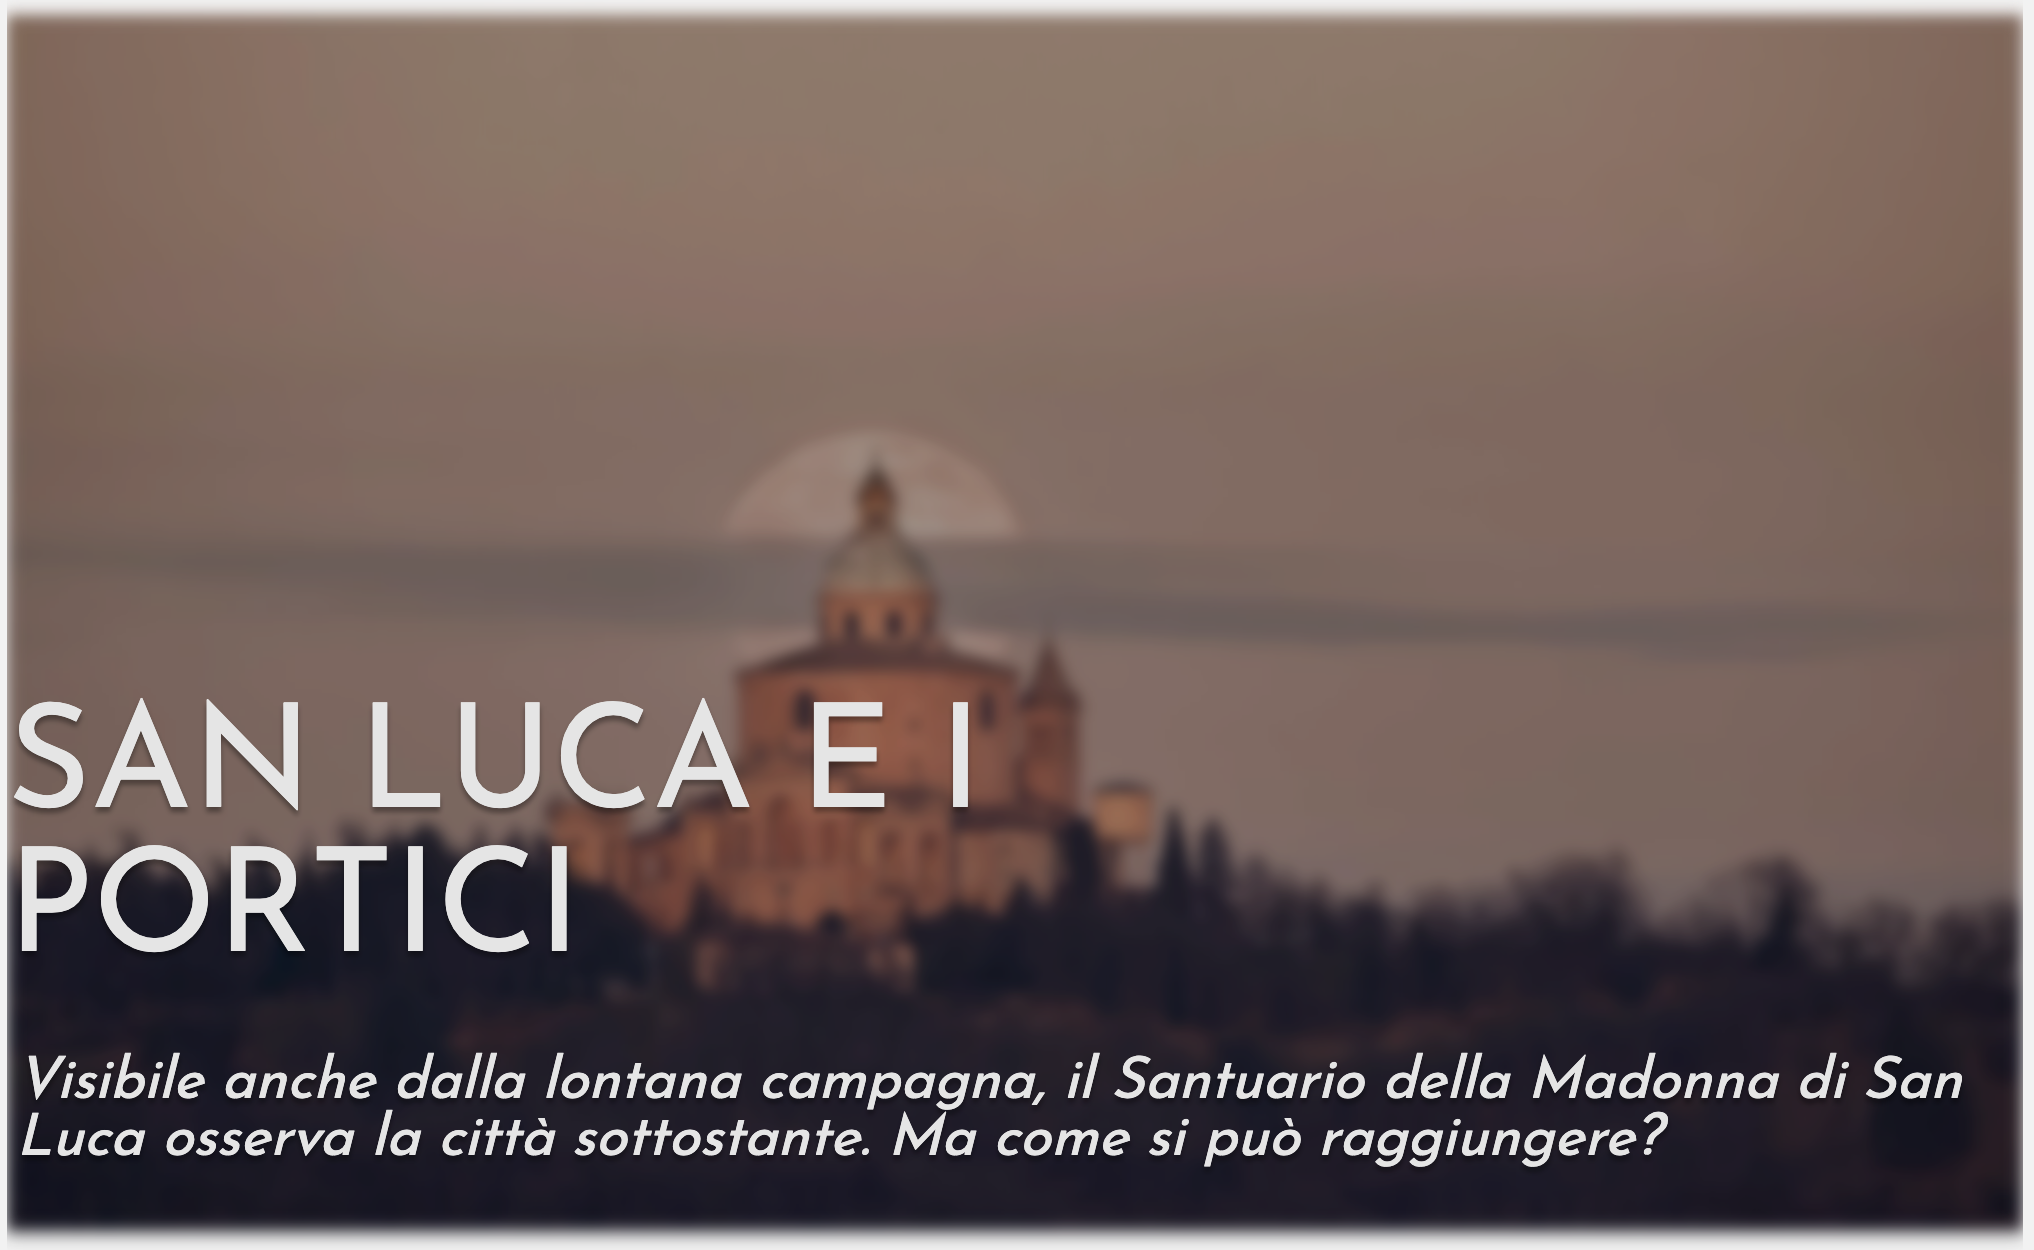 SAN LUCA E I
PORTICI
Visibile anche dalla lontana campagna, il Santuario della Madonna di San
Luca osserva la città sottostante. Ma come si può raggiungere?